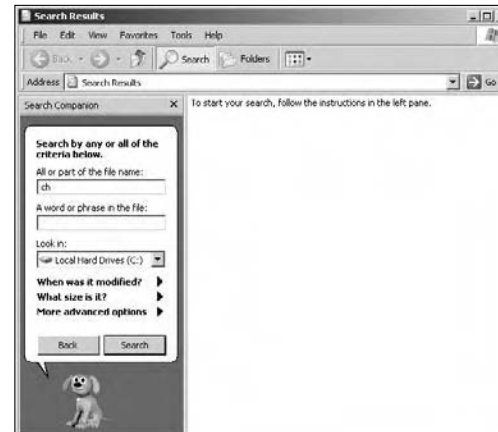 Search Results
File Edit View Favorites Tools Help
Back Search Folders
Address Search Results Go
Search Companion
To start your search, follow the instructions in the left pane.
Search by any or all of the
criteria below.
All or part of the file name:
ch
A word or phrase in the file:
Look in:
Local Hard Drives (C:)
When was it modified?
What size is it?
More advanced options
Back Search